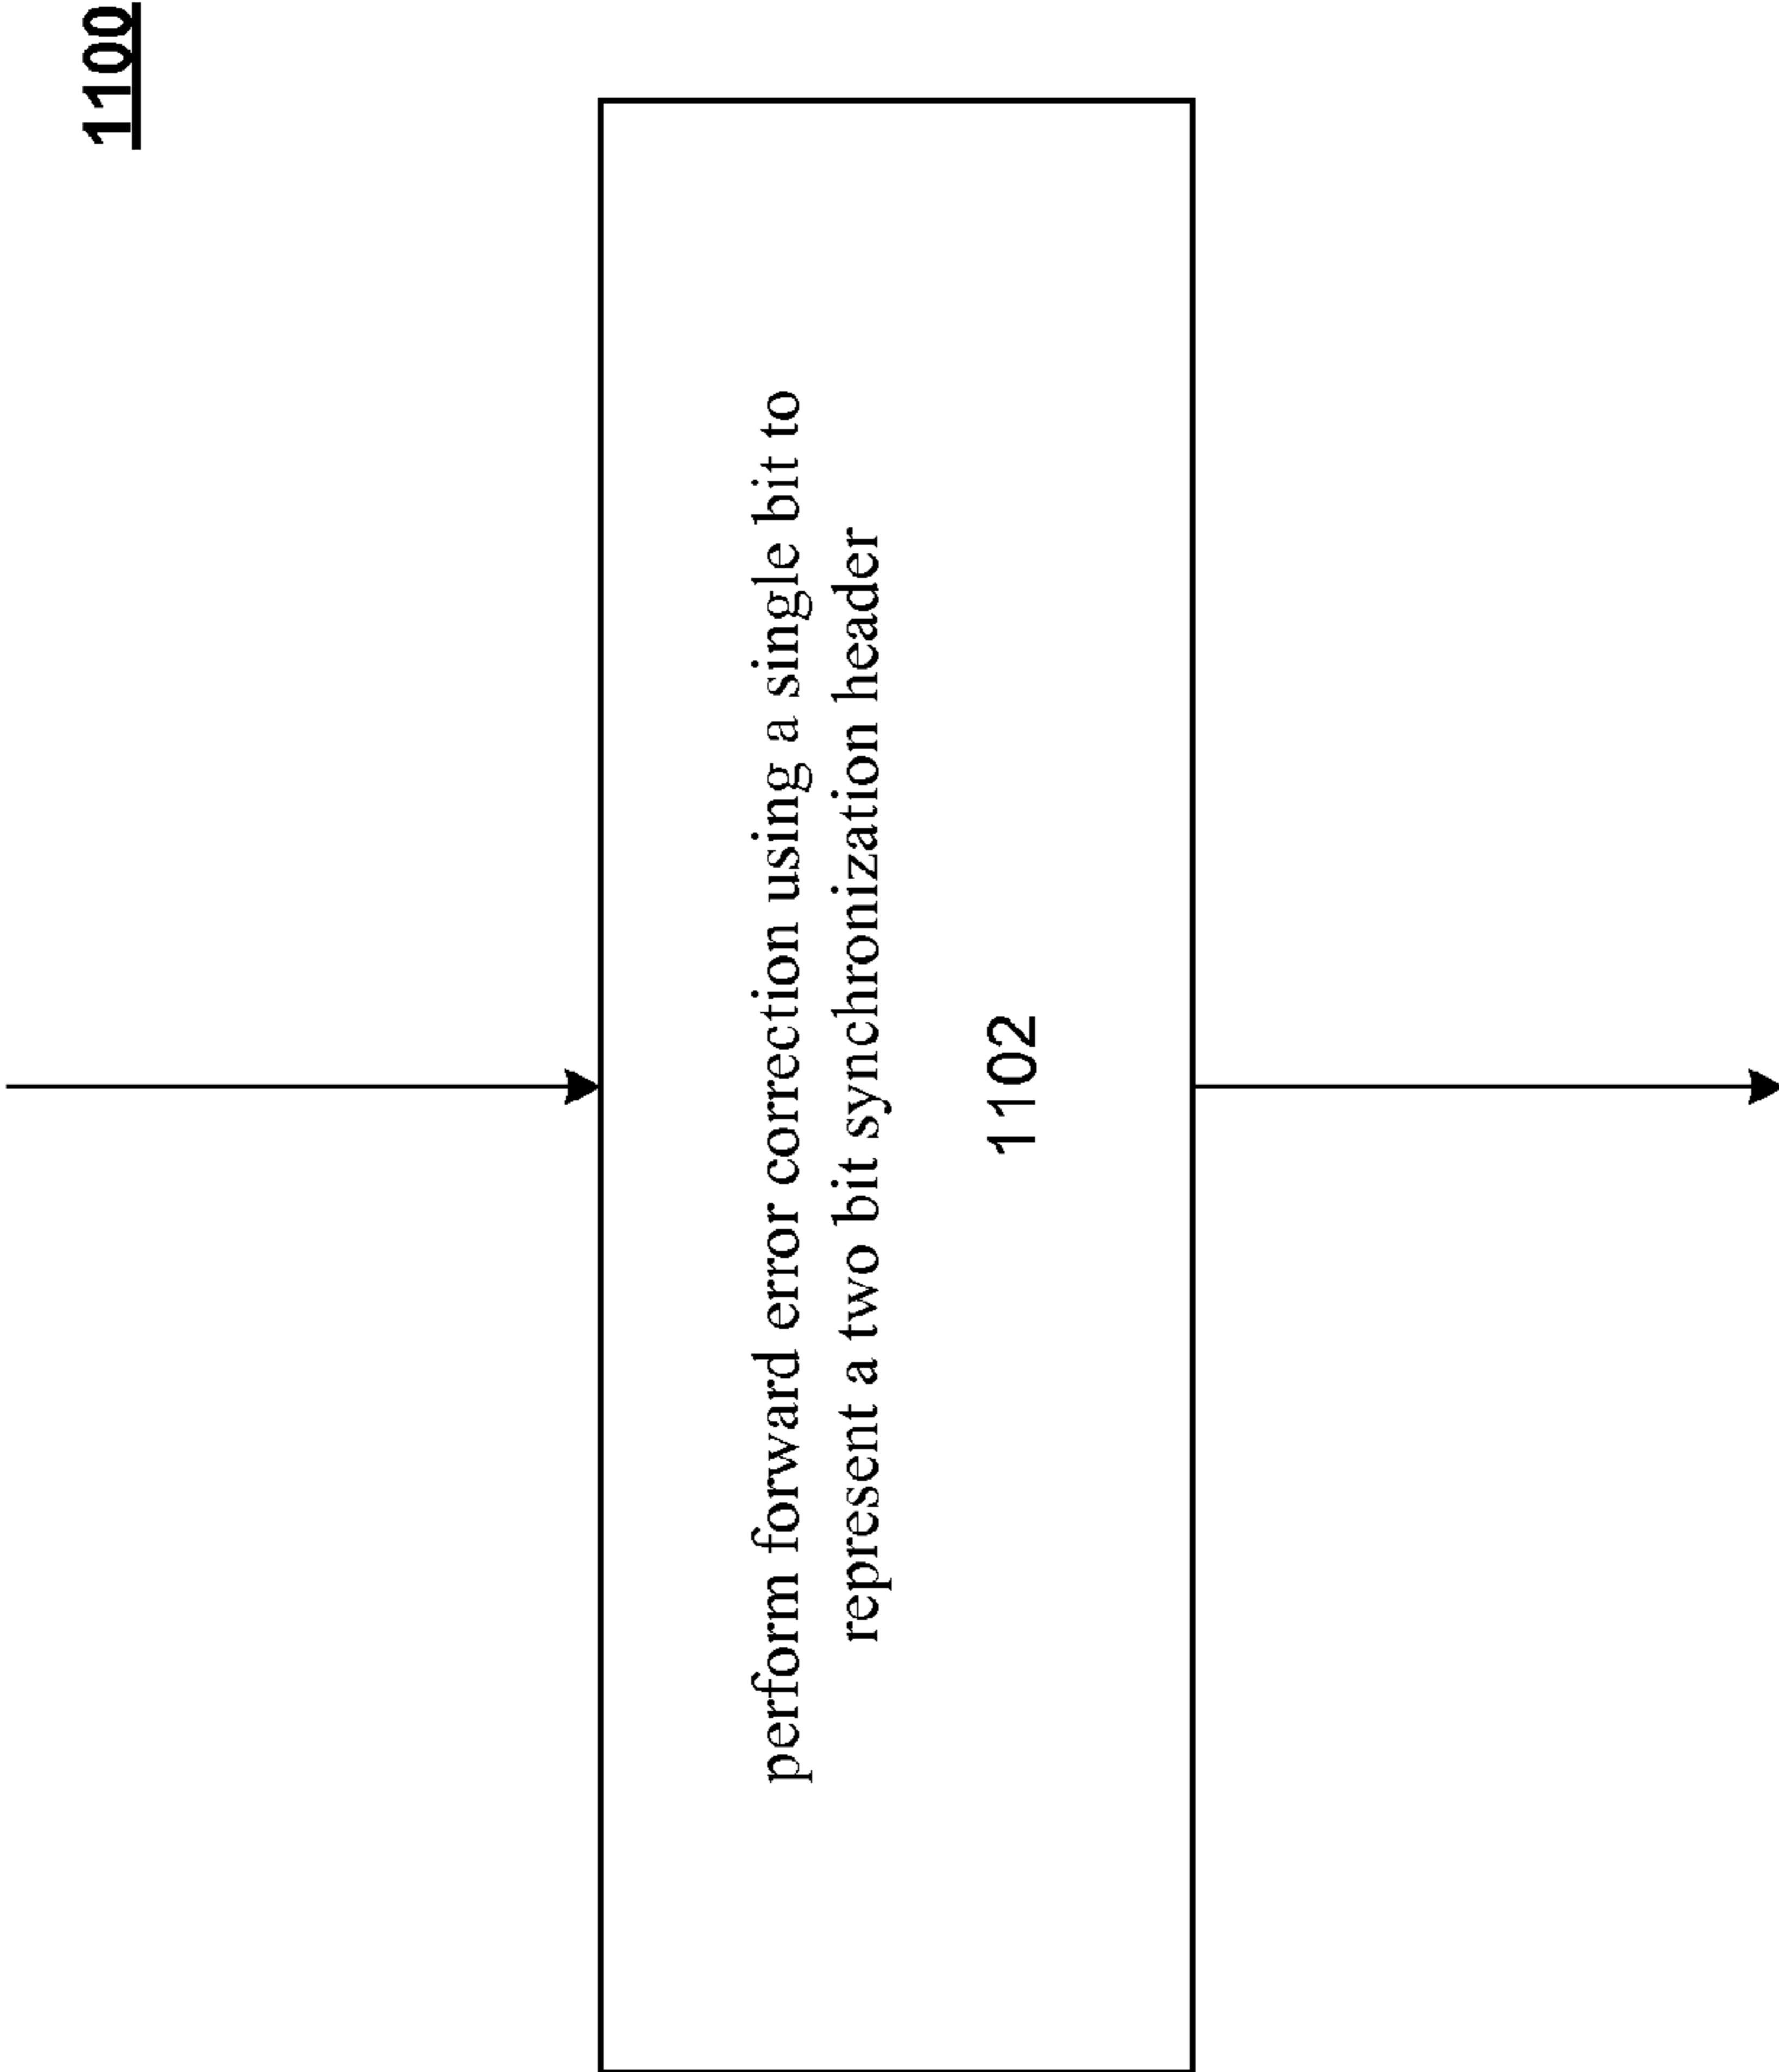 1100
perform forward error correction using a single bit to
represent a two bit synchronization header
1102